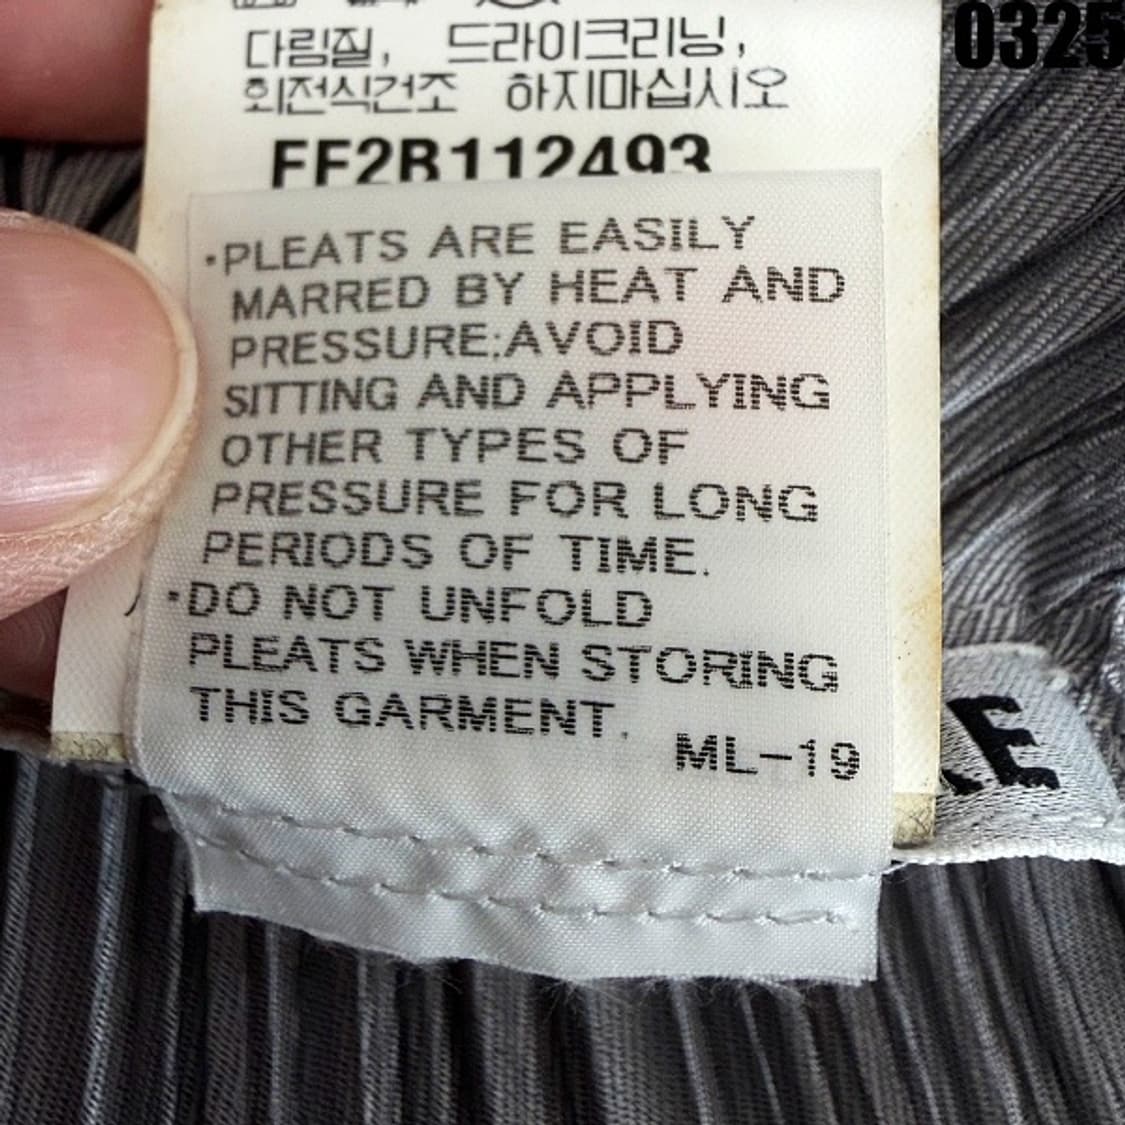 0325
다림질, 드라이크리닝,
회전식건조 하지마십시오
•PLEATS ARE EASILY
MARRED BY HEAT AND
PRESSURE:AVOID
SITTING AND APPLYING
OTHER TYPES OF
PRESSURE FOR LONG
PERIODS OF TIME.
•DO NOT UNFOLD
PLEATS WHEN STORING
THIS GARMENT.
ML-19